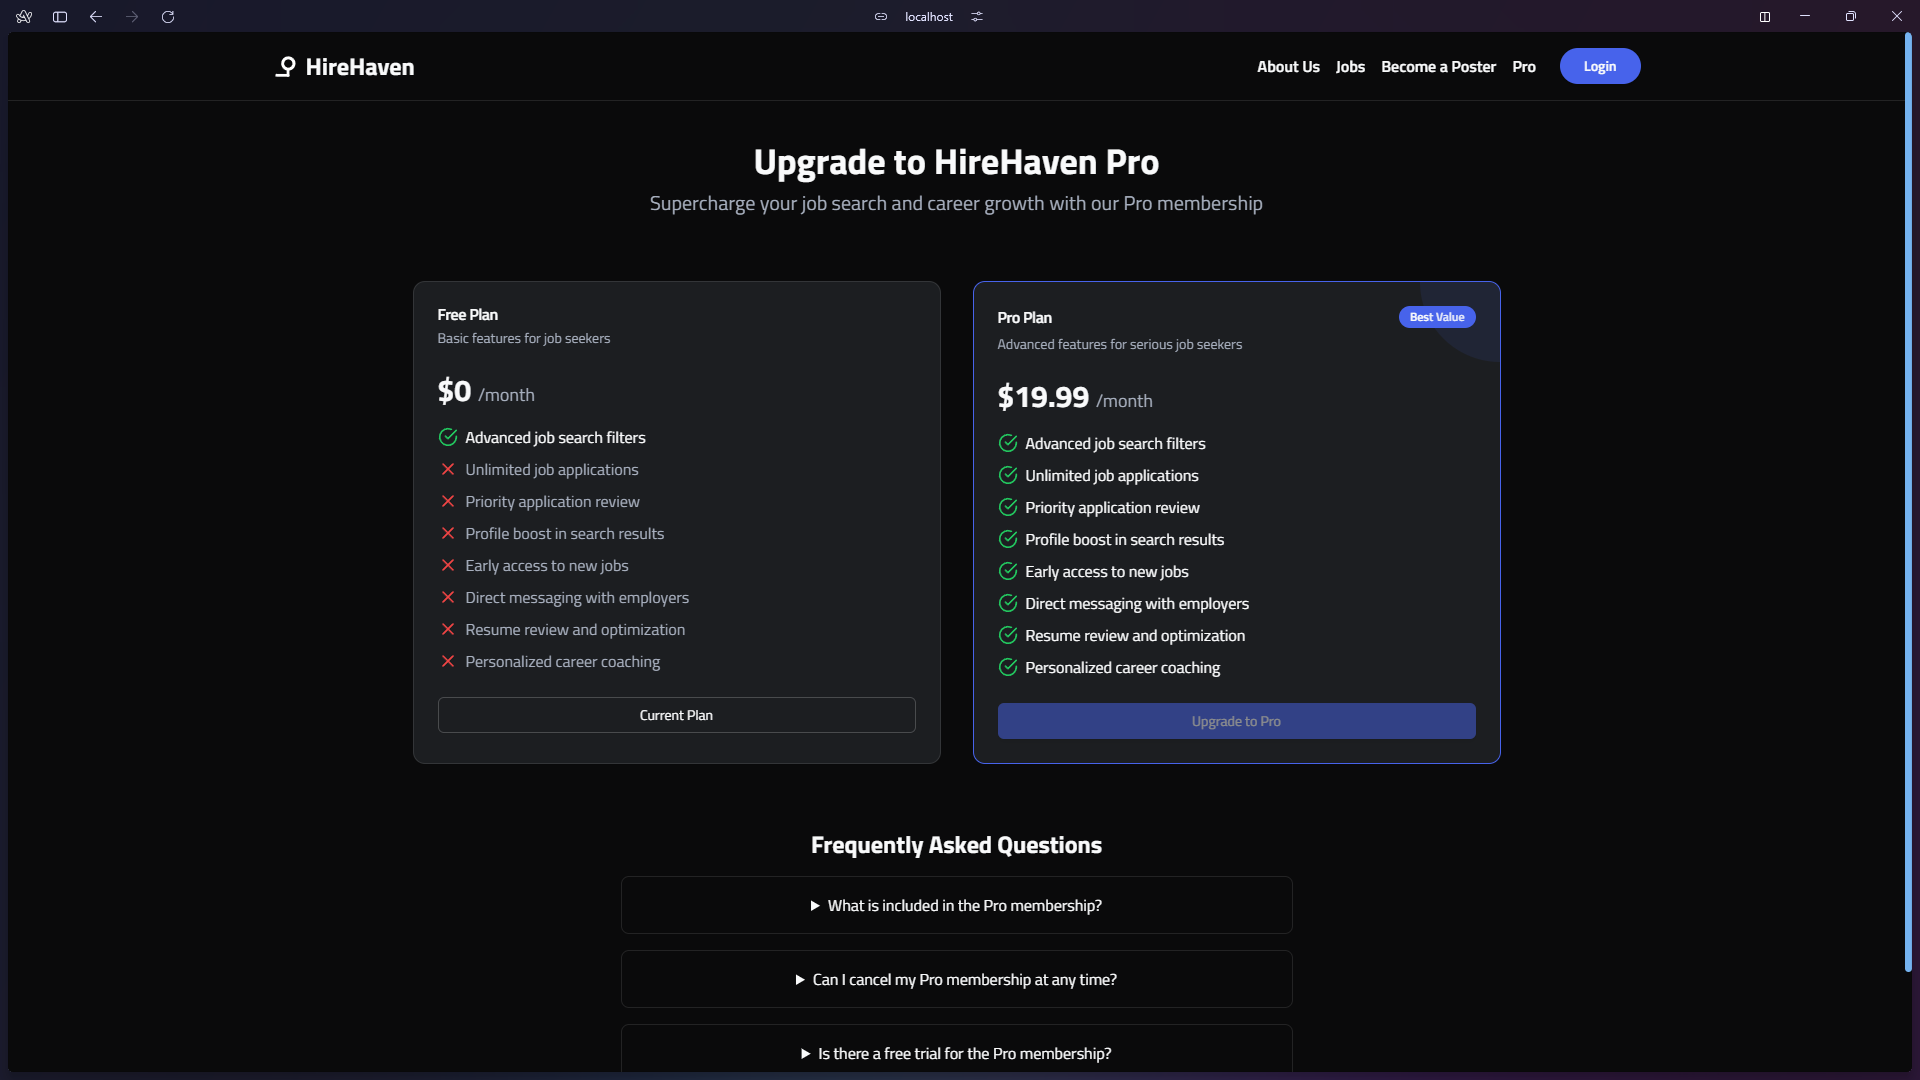 localhost
HireHaven
About Us Jobs Become a Poster Pro Login
Upgrade to HireHaven Pro
Supercharge your job search and career growth with our Pro membership
Free Plan
Basic features for job seekers
$0 /month
Advanced job search filters
Unlimited job applications
Priority application review
Profile boost in search results
Early access to new jobs
Direct messaging with employers
Resume review and optimization
Personalized career coaching
Current Plan
Pro Plan
Best Value
Advanced features for serious job seekers
$19.99 /month
Advanced job search filters
Unlimited job applications
Priority application review
Profile boost in search results
Early access to new jobs
Direct messaging with employers
Resume review and optimization
Personalized career coaching
Upgrade to Pro
Frequently Asked Questions
What is included in the Pro membership?
Can I cancel my Pro membership at any time?
Is there a free trial for the Pro membership?